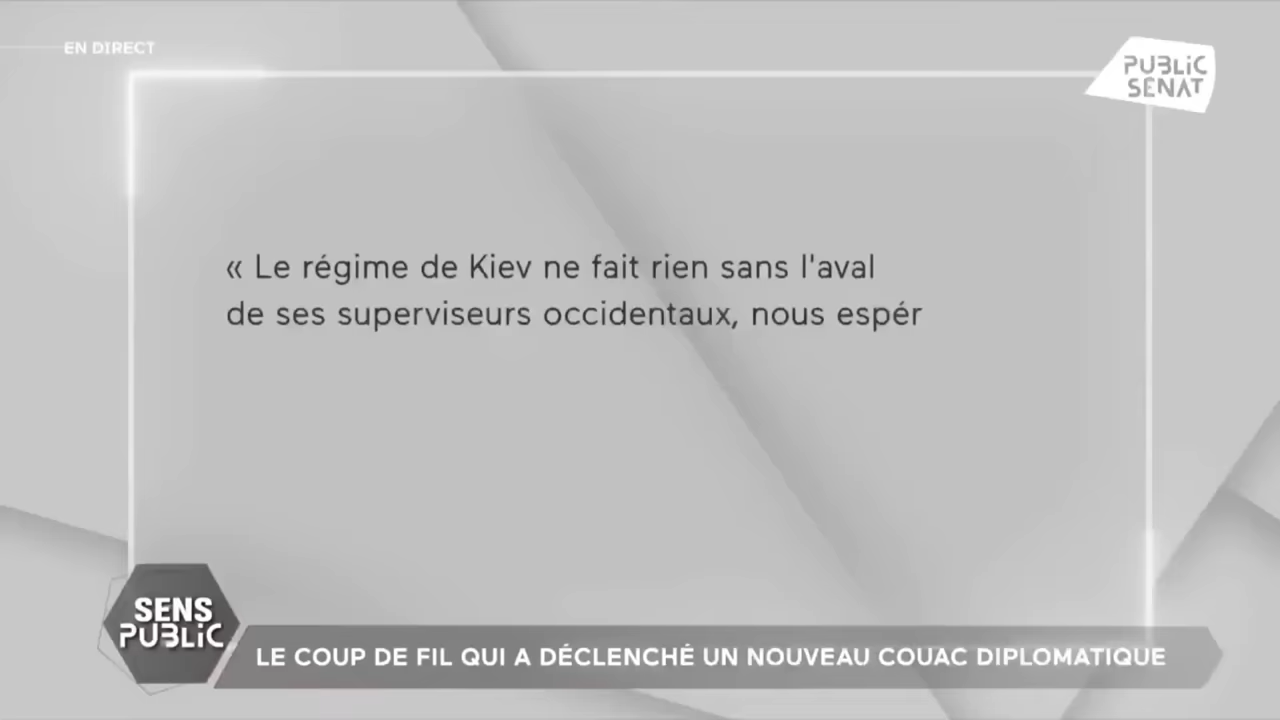 EN DIRECT
PUBLIC
SÉNAT
« Le régime de Kiev ne fait rien sans l'aval
de ses superviseurs occidentaux, nous espér
SENS
PUBLIC
LE COUP DE FIL QUI A DÉCLENCHÉ UN NOUVEAU COUAC DIPLOMATIQUE